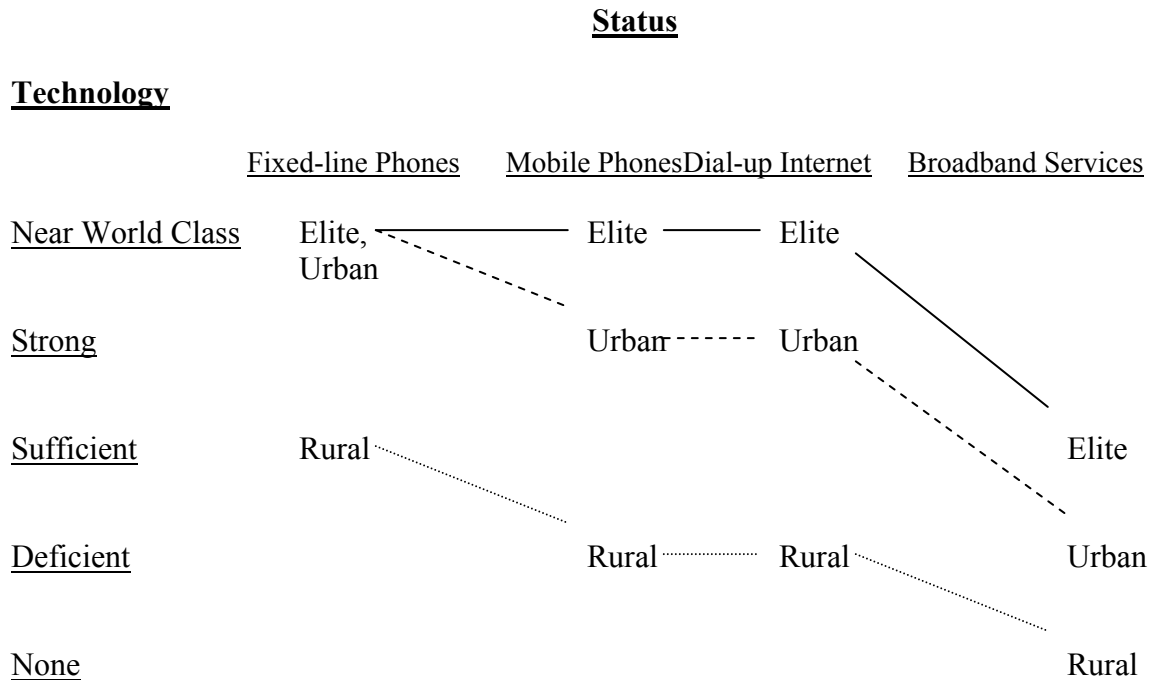 Status
Technology
Fixed-line Phones Mobile PhonesDial-up Internet Broadband Services
Near World Class Elite, Elite Elite
Urban
Strong Urban Urban
Sufficient Rural Elite
Deficient Rural Rural Urban
None Rural